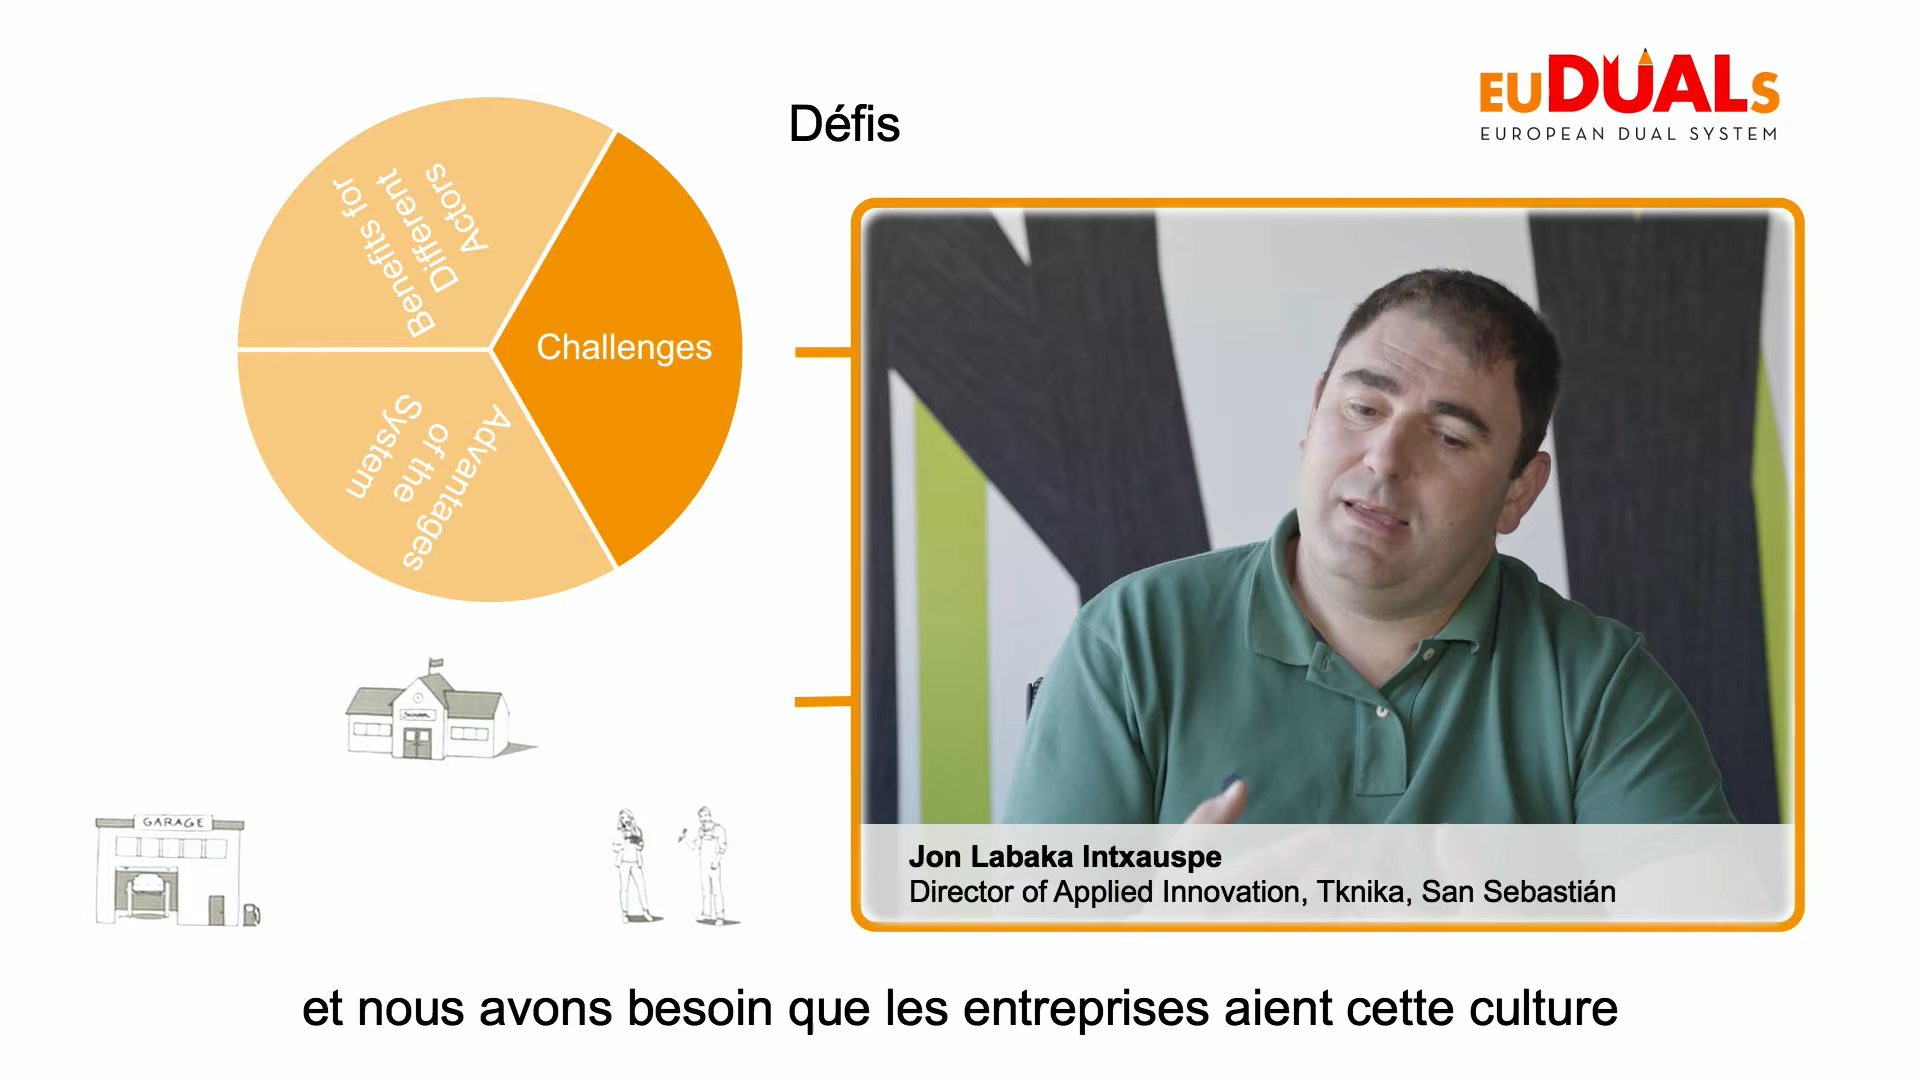 EUDUALS
EUROPEAN DUAL SYSTEM
Défis
Benefits for
Different
Actors
Challenges
Advantages
of the
System
SCHOOL
GARAGE
Jon Labaka Intxauspe
Director of Applied Innovation, Tknika, San Sebastián
et nous avons besoin que les entreprises aient cette culture